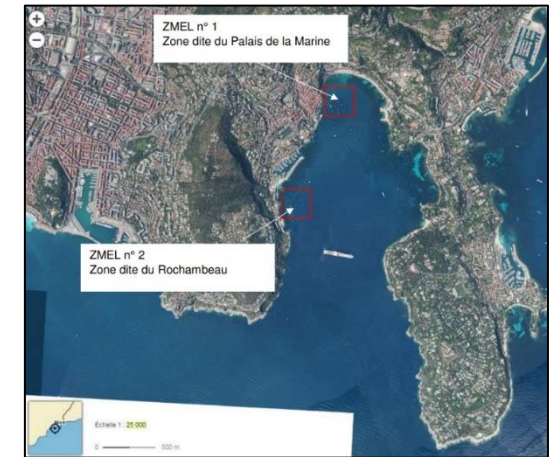 ZMEL n° 1
Zone dite du Palais de la Marine
ZMEL n° 2
Zone dite du Rochambeau
Échelle 1 : 25 000
0 500 m